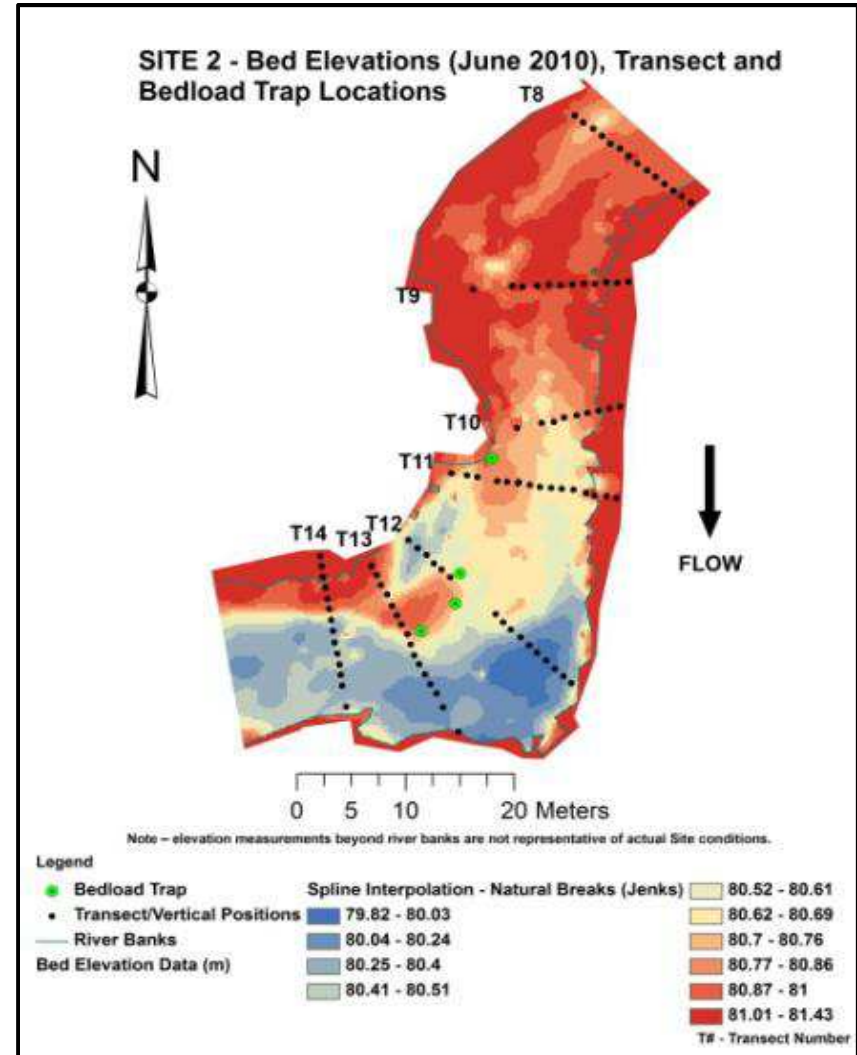 SITE 2 - Bed Elevations (June 2010), Transect and
Bedload Trap Locations
T8
N
T9
T10
T11
T12
T13
T14
FLOW
0 5 10 20 Meters
Note – elevation measurements beyond river banks are not representative of actual Site conditions.
Legend
Bedload Trap
Transect/Vertical Positions
River Banks
Bed Elevation Data (m)
Spline Interpolation - Natural Breaks (Jenks)
79.82 - 80.03
80.04 - 80.24
80.25 - 80.4
80.41 - 80.51
80.52 - 80.61
80.62 - 80.69
80.7 - 80.76
80.77 - 80.86
80.87 - 81
81.01 - 81.43
T# - Transect Number